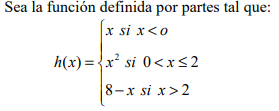 Sea la función definida por partes tal que:
x si x < o
h(x) = { x² si 0 < x ≤ 2
8 − x si x > 2